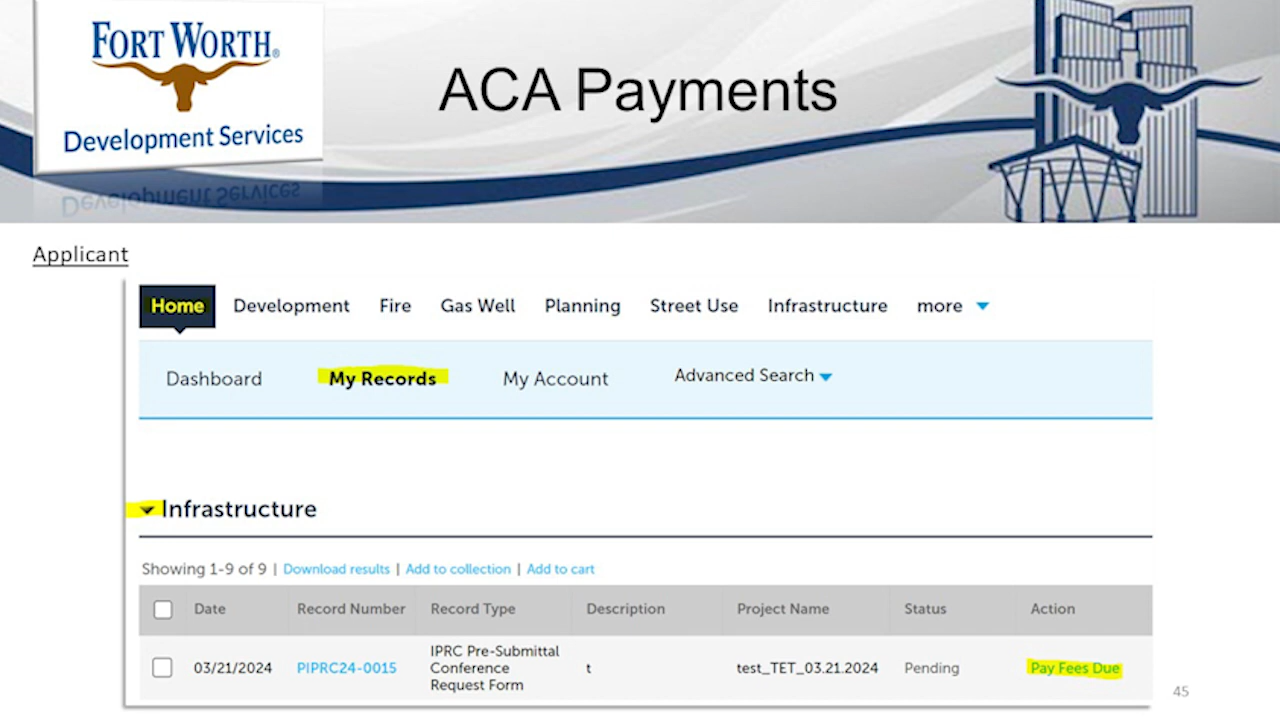 FORT WORTH®
Development Services
ACA Payments
Applicant
Home Development Fire Gas Well Planning Street Use Infrastructure more
Dashboard My Records My Account Advanced Search
Infrastructure
Showing 1-9 of 9 | Download results | Add to collection | Add to cart
Date Record Number Record Type Description Project Name Status Action
03/21/2024 PIPRC24-0015 IPRC Pre-Submittal Conference Request Form t test_TET_03.21.2024 Pending Pay Fees Due
45